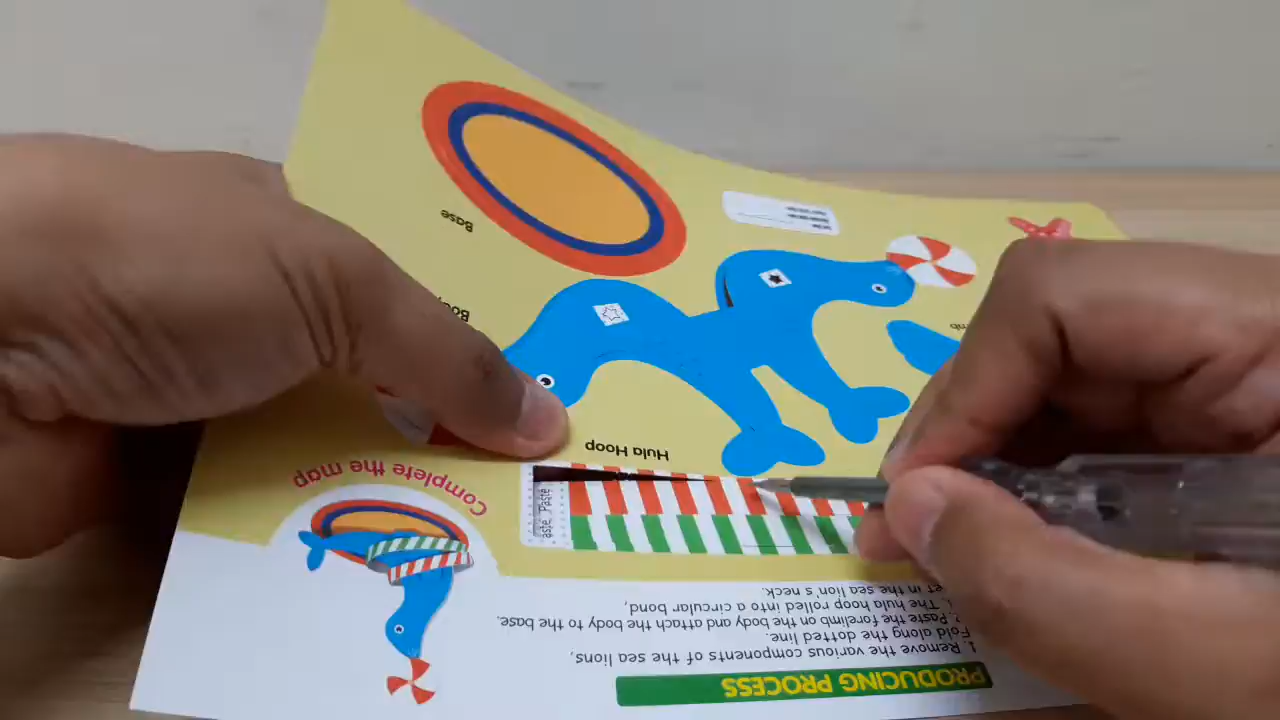 PRODUCING PROCESS
1. Remove the various components of the sea lions,
Fold along the dotted line.
2. Paste the forelimb on the body and attach the body to the base.
The hula hoop rolled into a circular bond,
in the sea lion's neck.
Complete the map
Hula Hoop
Paste
Base